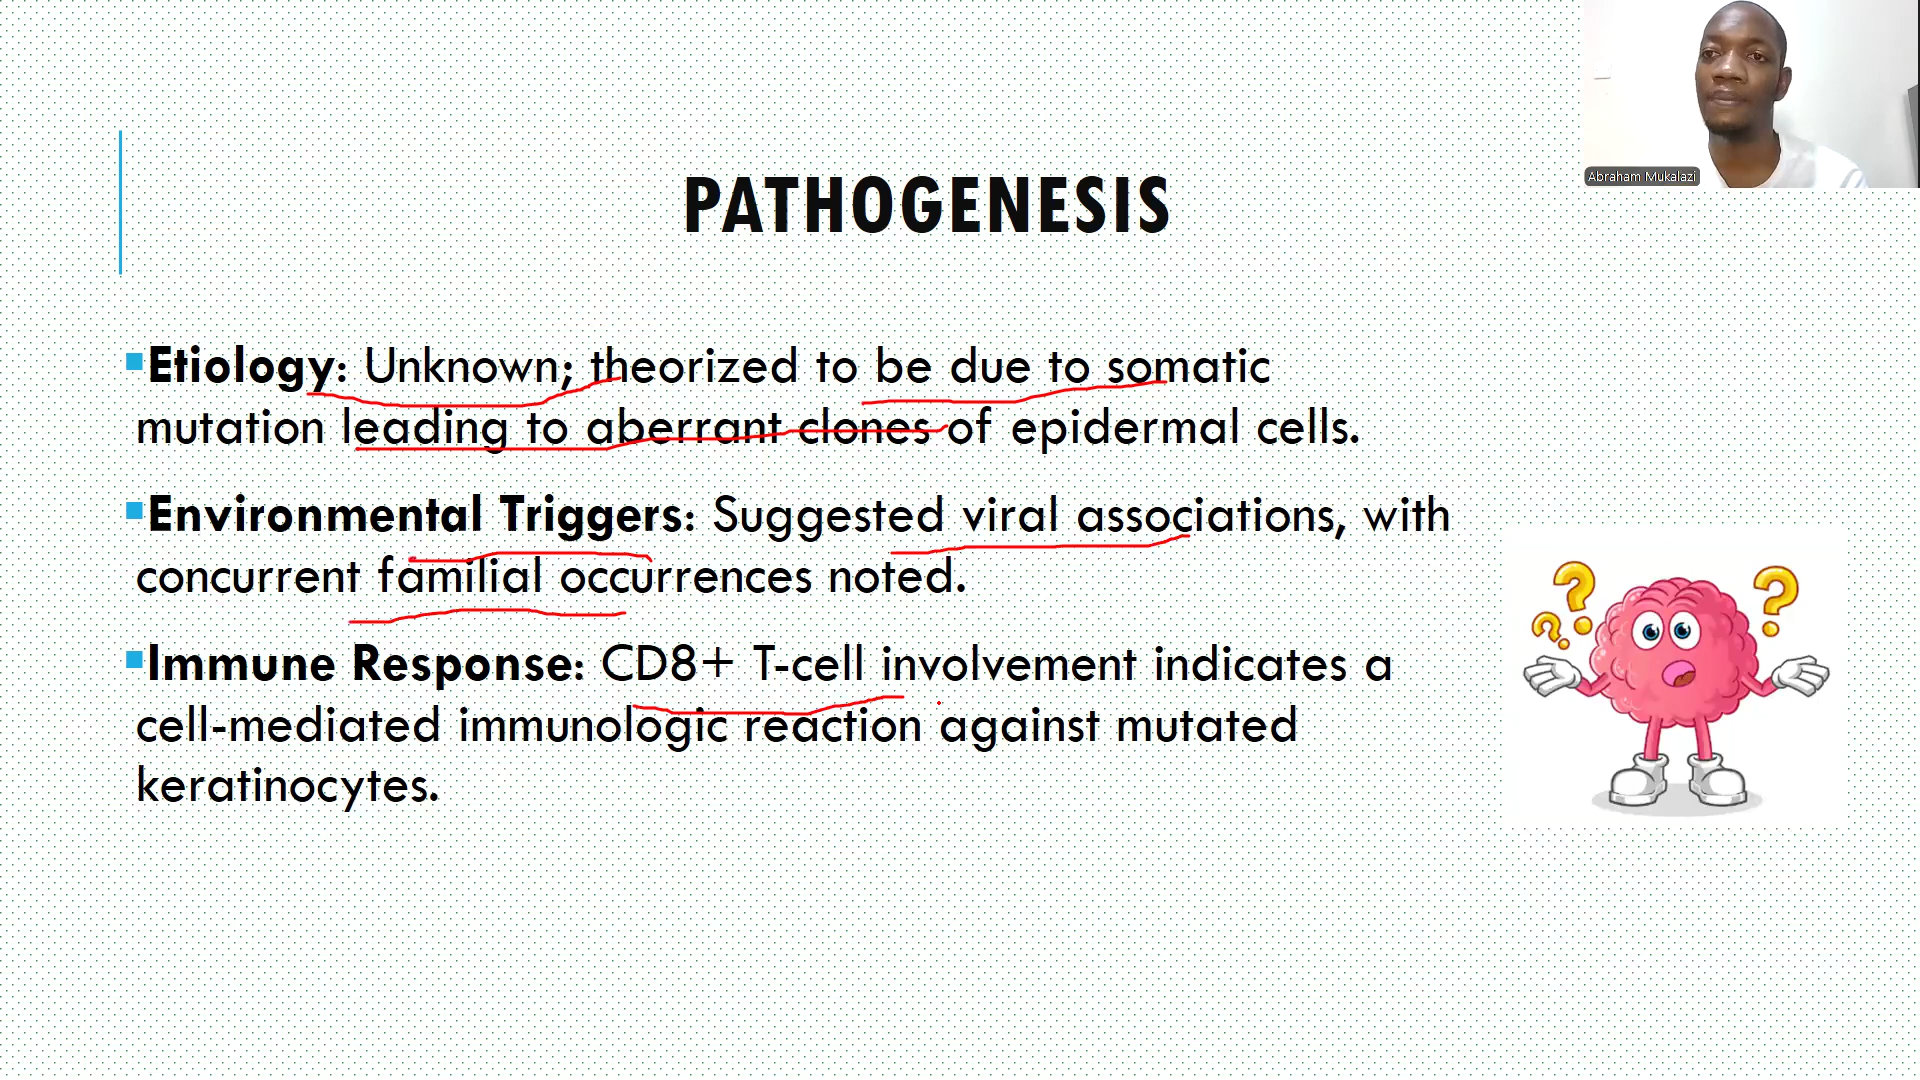 Abraham Mukalazi
PATHOGENESIS
Etiology: Unknown; theorized to be due to somatic
mutation leading to aberrant clones of epidermal cells.
Environmental Triggers: Suggested viral associations, with
concurrent familial occurrences noted.
Immune Response: CD8+ T-cell involvement indicates a
cell-mediated immunologic reaction against mutated
keratinocytes.